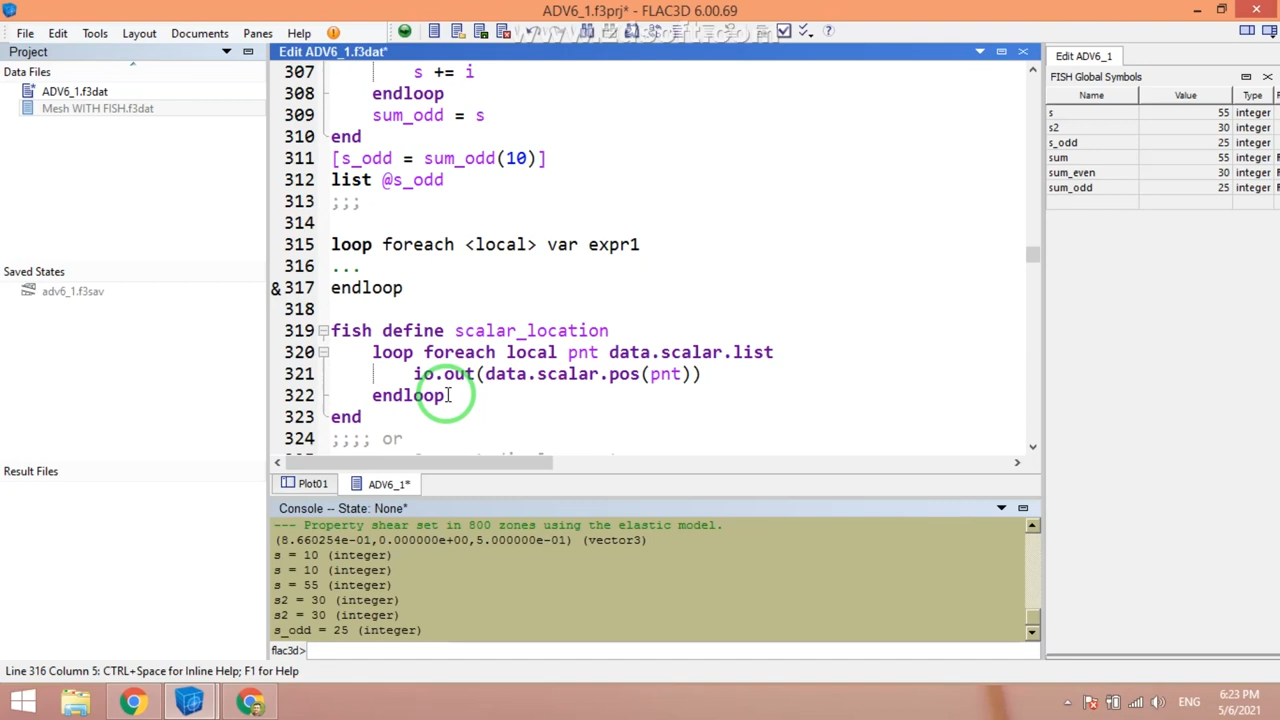 ADV6_1.f3prj* - FLAC3D 6.00.69
File Edit Tools Layout Documents Panes Help
www.zdsoft.com
Project
Data Files
ADV6_1.f3dat
Mesh WITH FISH.f3dat
Saved States
adv6_1.f3sav
Result Files
Edit ADV6_1.f3dat*
307 s += i
308 endloop
309 sum_odd = s
310 end
311 [s_odd = sum_odd(10)]
312 list @s_odd
313 ;;;
314
315 loop foreach <local> var expr1
316 ...
&317 endloop
318
319 fish define scalar_location
320 loop foreach local pnt data.scalar.list
321 io.out(data.scalar.pos(pnt))
322 endloop
323 end
324 ;;;; or
Plot01 ADV6_1*
Console -- State: None*
--- Property shear set in 800 zones using the elastic model.
(8.660254e-01,0.000000e+00,5.000000e-01) (vector3)
s = 10 (integer)
s = 10 (integer)
s = 55 (integer)
s2 = 30 (integer)
s2 = 30 (integer)
s_odd = 25 (integer)
flac3d>
Edit ADV6_1
FISH Global Symbols
Name Value Type
s 55 integer
s2 30 integer
s_odd 25 integer
sum 55 integer
sum_even 30 integer
sum_odd 25 integer
Line 316 Column 5: CTRL+Space for Inline Help; F1 for Help
ENG
6:23 PM
5/6/2021